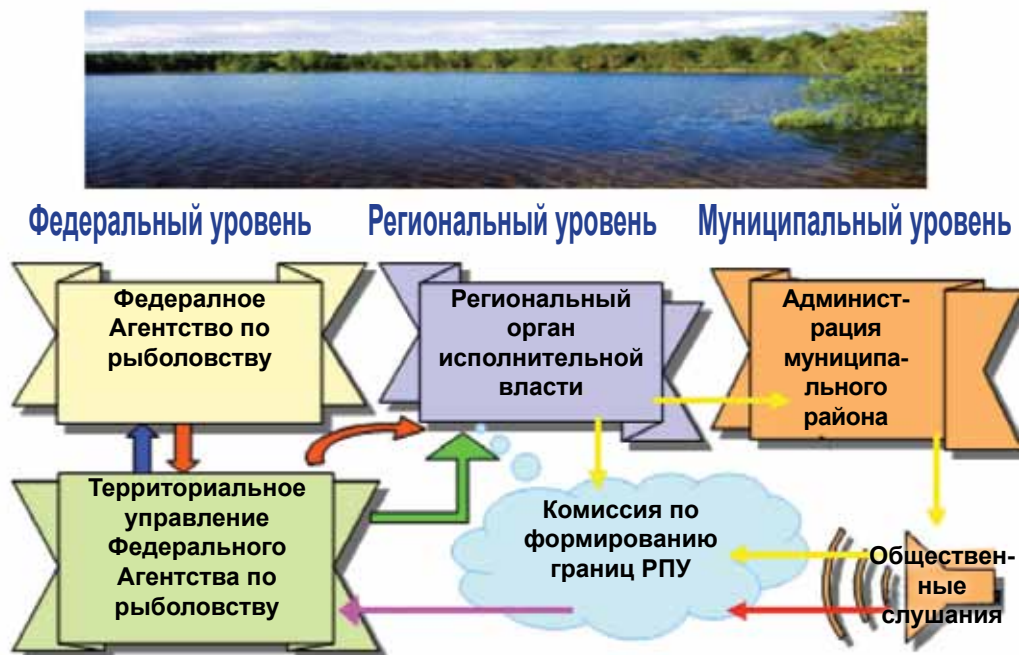 Федеральный уровень
Региональный уровень
Муниципальный уровень
Федералное
Агентство по
рыболовству
Региональный
орган
исполнительной
власти
Админист-
рация
муниципа-
льного
района
Территориальное
управление
Федерального
Агентства по
рыболовству
Комиссия по
формированию
границ РПУ
Обществен-
ные
слушания